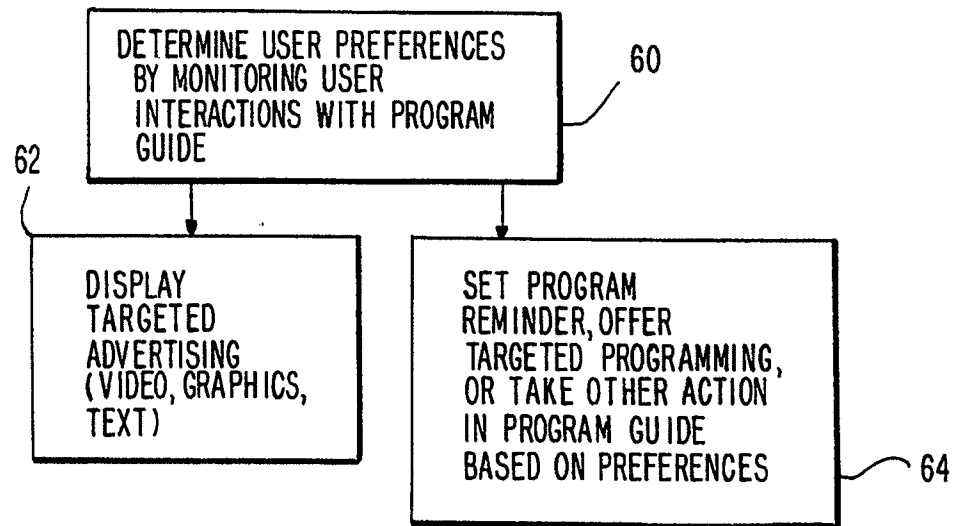 DETERMINE USER PREFERENCES
BY MONITORING USER
INTERACTIONS WITH PROGRAM
GUIDE
60
62
DISPLAY
TARGETED
ADVERTISING
(VIDEO, GRAPHICS,
TEXT)
SET PROGRAM
REMINDER, OFFER
TARGETED PROGRAMMING,
OR TAKE OTHER ACTION
IN PROGRAM GUIDE
BASED ON PREFERENCES
64